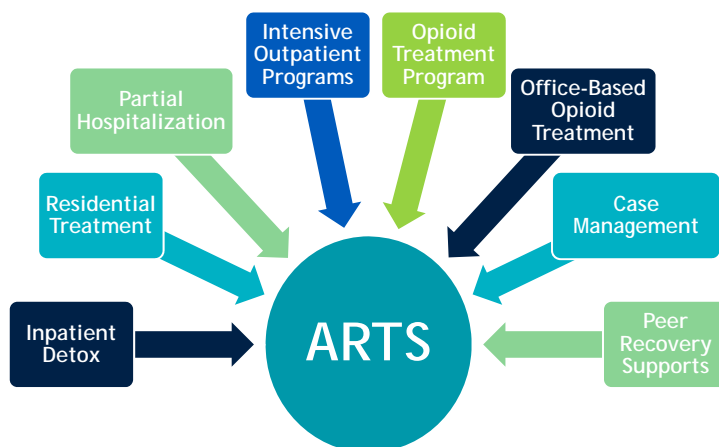 Intensive
Outpatient
Programs
Opioid
Treatment
Program
Partial
Hospitalization
Office-Based
Opioid
Treatment
Residential
Treatment
Case
Management
Inpatient
Detox
ARTS
Peer
Recovery
Supports